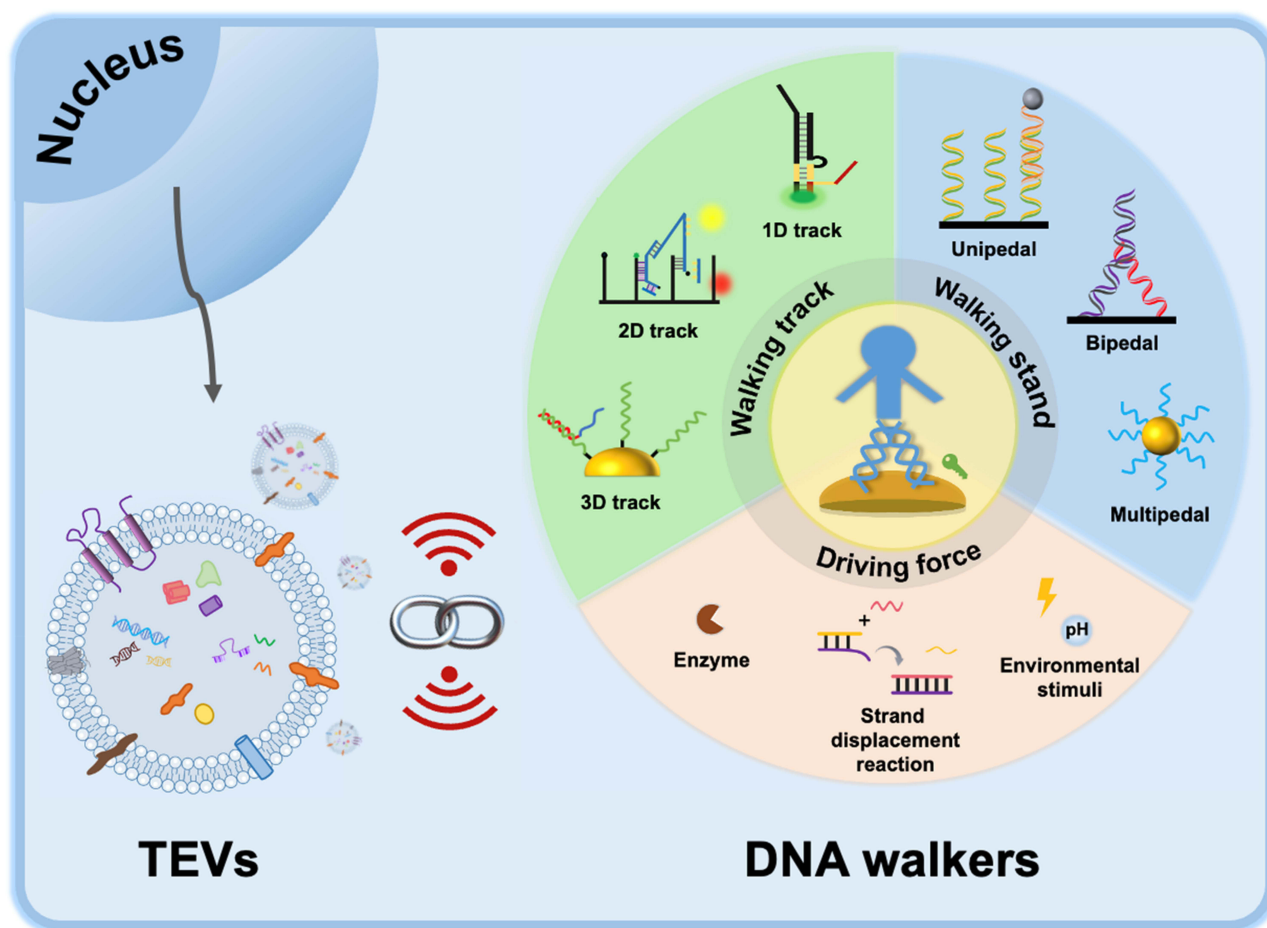 Nucleus
TEVs
Walking track
1D track
2D track
3D track
Walking stand
Unipedal
Bipedal
Multipedal
Driving force
Enzyme
+
Strand
displacement
reaction
pH
Environmental
stimuli
DNA walkers